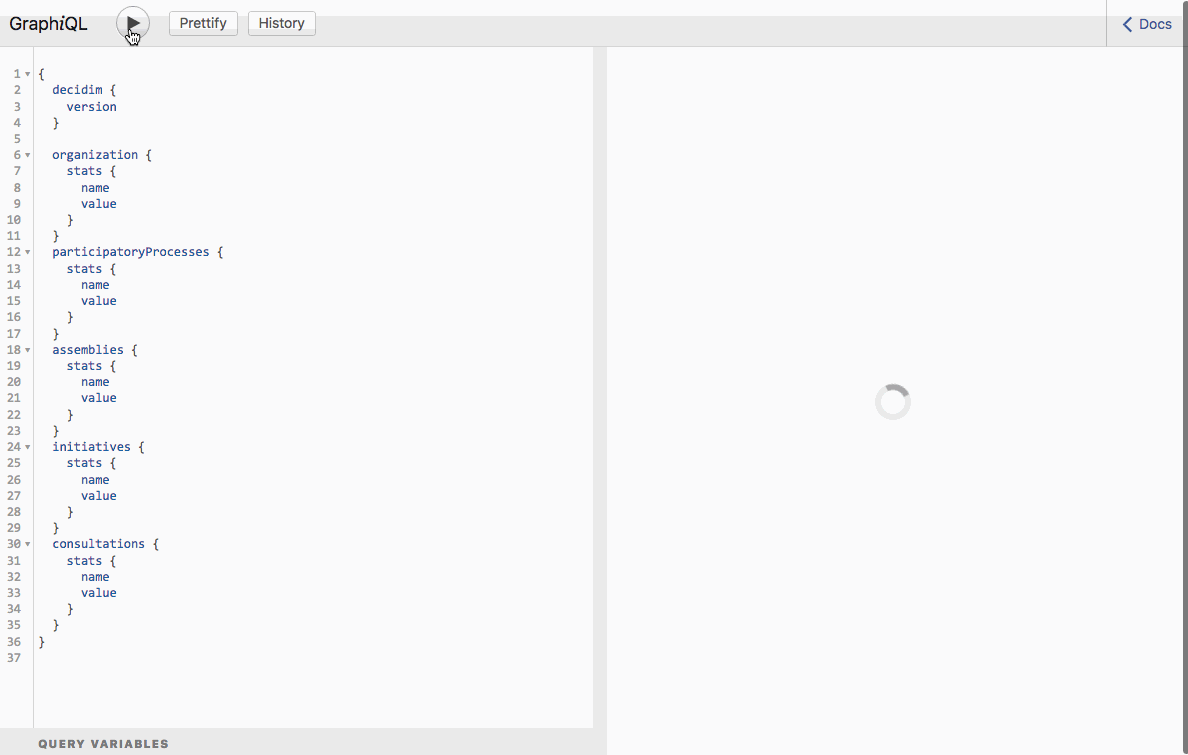 GraphiQL Prettify History Docs
1 {
2   decidim {
3     version
4   }
5
6   organization {
7     stats {
8       name
9       value
10     }
11   }
12   participatoryProcesses {
13     stats {
14       name
15       value
16     }
17   }
18   assemblies {
19     stats {
20       name
21       value
22     }
23   }
24   initiatives {
25     stats {
26       name
27       value
28     }
29   }
30   consultations {
31     stats {
32       name
33       value
34     }
35   }
36 }
37
QUERY VARIABLES